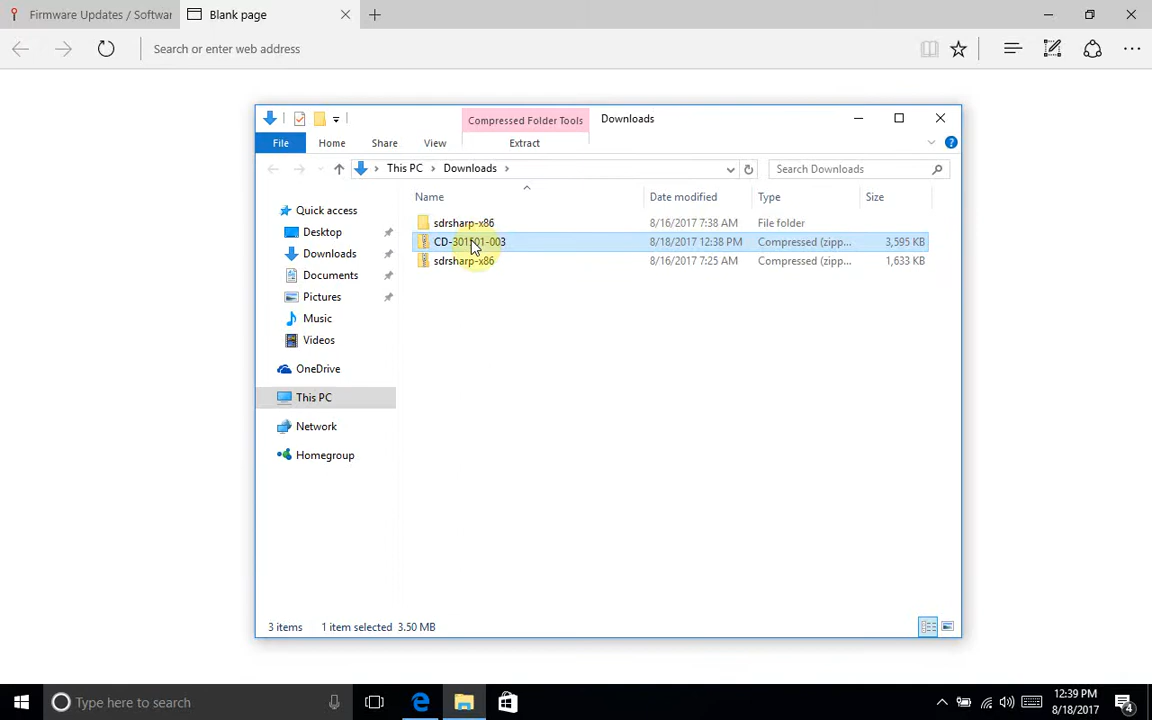 Firmware Updates / Softwar
Blank page
Search or enter web address
Compressed Folder Tools
Downloads
File
Home
Share
View
Extract
This PC
Downloads
Search Downloads
Name
Date modified
Type
Size
Quick access
Desktop
Downloads
Documents
Pictures
Music
Videos
OneDrive
This PC
Network
Homegroup
sdrsharp-x86
8/16/2017 7:38 AM
File folder
CD-301501-003
8/18/2017 12:38 PM
Compressed (zipp...
3,595 KB
sdrsharp-x86
8/16/2017 7:25 AM
Compressed (zipp...
1,633 KB
3 items
1 item selected 3.50 MB
Type here to search
12:39 PM
8/18/2017
4